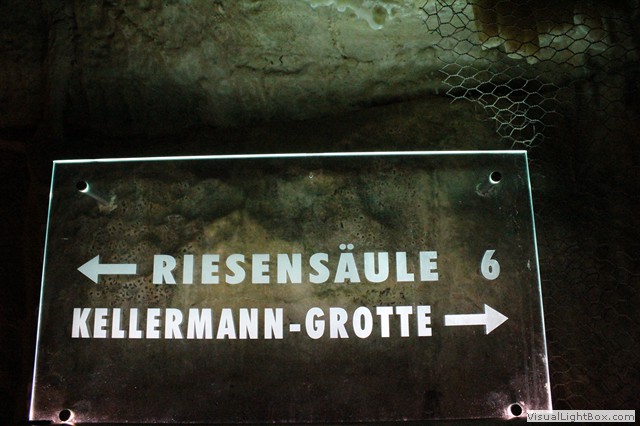 ← RIESENSÄULE 6
KELLERMANN-GROTTE →
VisualLightBox.com